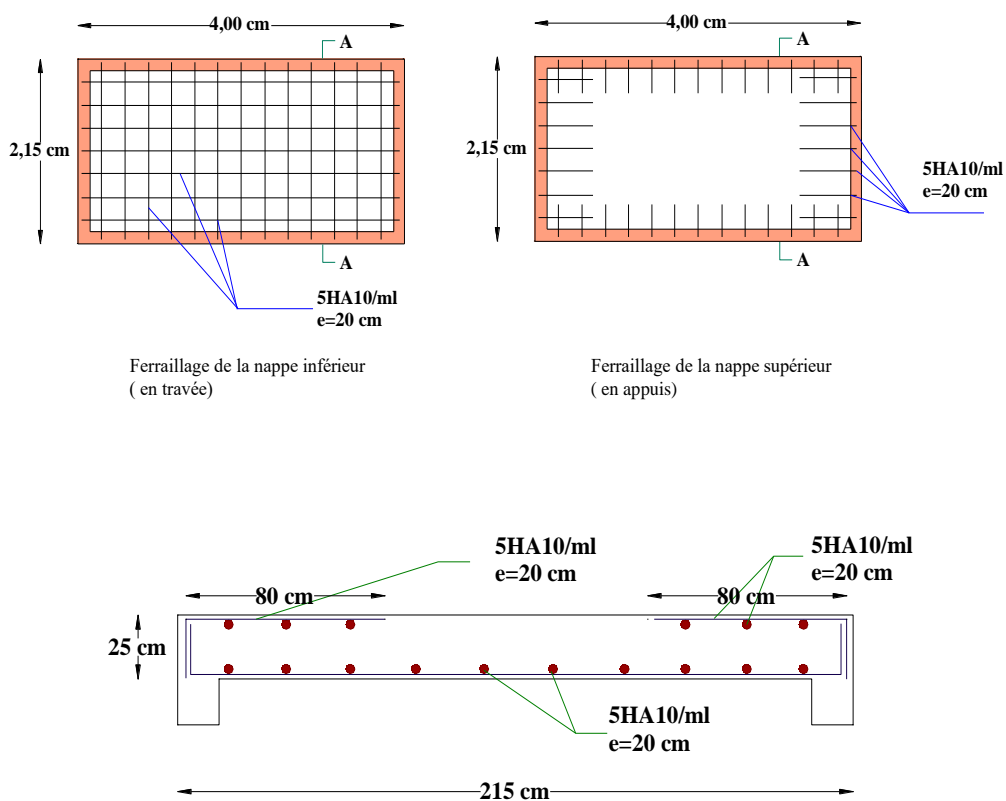 4,00 cm
A
2,15 cm
A
5HA10/ml
e=20 cm
Ferraillage de la nappe inférieur
( en travée)
4,00 cm
A
2,15 cm
5HA10/ml
e=20 cm
A
Ferraillage de la nappe supérieur
( en appuis)
5HA10/ml
e=20 cm
5HA10/ml
e=20 cm
80 cm
80 cm
25 cm
5HA10/ml
e=20 cm
215 cm